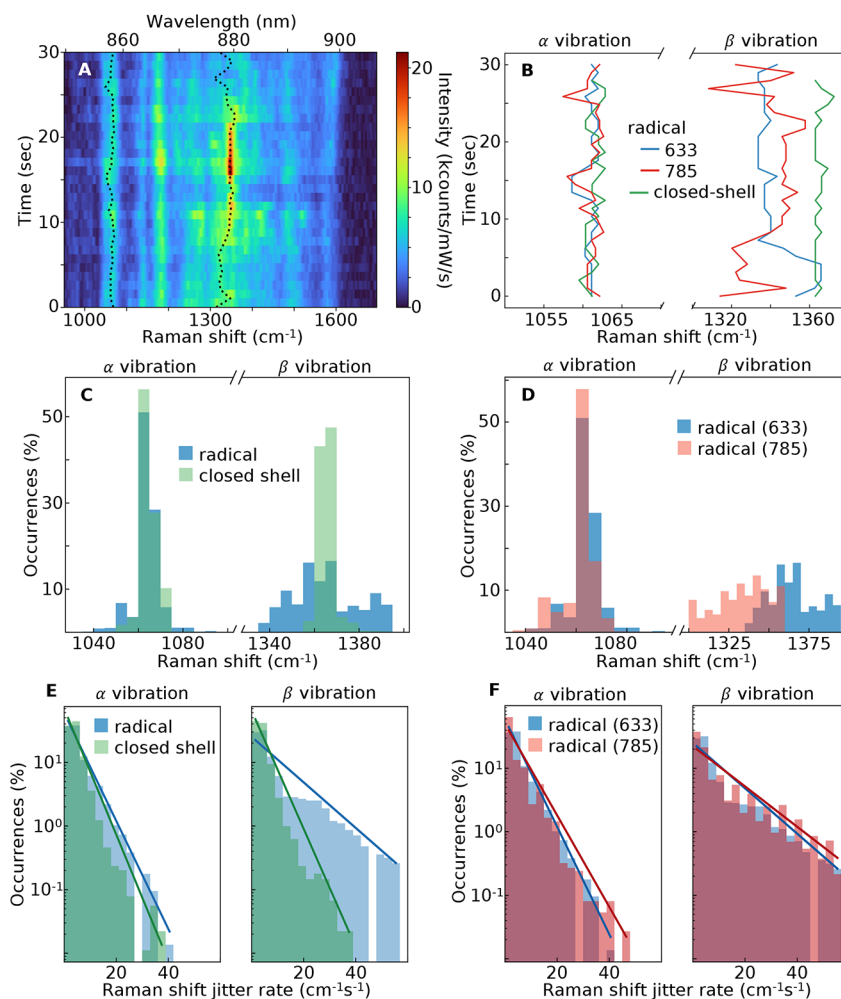 Wavelength (nm)
860 880 900
A
30
20
10
0
Time (sec)
1000 1300 1600
Raman shift (cm⁻¹)
20
10
0
Intensity (kcounts/mW/s)
α vibration β vibration
B
30
20
10
0
Time (sec)
radical
633
785
closed-shell
1055 1065 1320 1360
Raman shift (cm⁻¹)
α vibration β vibration
C
50
30
10
Occurrences (%)
radical
closed shell
1040 1080 1340 1380
Raman shift (cm⁻¹)
α vibration β vibration
D
50
30
10
Occurrences (%)
radical (633)
radical (785)
1040 1080 1325 1375
Raman shift (cm⁻¹)
E
α vibration β vibration
radical
closed shell
10¹
10⁰
10⁻¹
Occurrences (%)
20 40 20 40
Raman shift jitter rate (cm⁻¹s⁻¹)
F
α vibration β vibration
radical (633)
radical (785)
10¹
10⁰
10⁻¹
Occurrences (%)
20 40 20 40
Raman shift jitter rate (cm⁻¹s⁻¹)